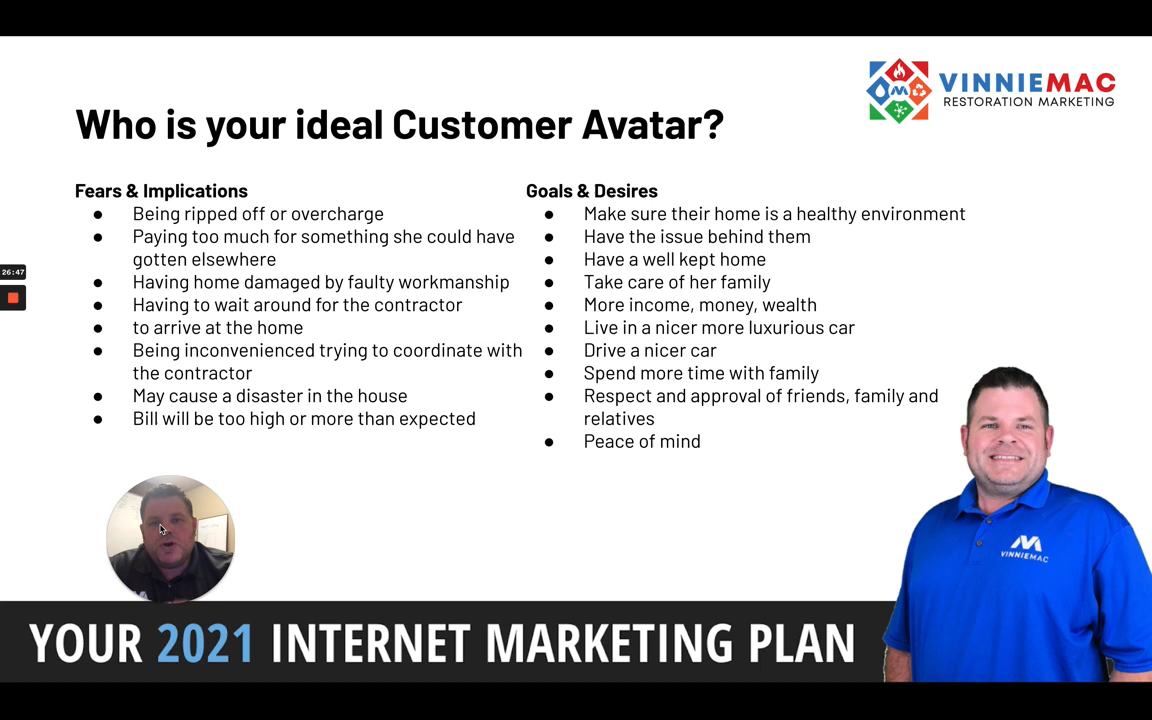 VINNIEMAC
RESTORATION MARKETING
Who is your ideal Customer Avatar?
Fears & Implications
● Being ripped off or overcharge
● Paying too much for something she could have
gotten elsewhere
● Having home damaged by faulty workmanship
● Having to wait around for the contractor
● to arrive at the home
● Being inconvenienced trying to coordinate with
the contractor
● May cause a disaster in the house
● Bill will be too high or more than expected
Goals & Desires
● Make sure their home is a healthy environment
● Have the issue behind them
● Have a well kept home
● Take care of her family
● More income, money, wealth
● Live in a nicer more luxurious car
● Drive a nicer car
● Spend more time with family
● Respect and approval of friends, family and
relatives
● Peace of mind
26:47
VINNIEMAC
YOUR 2021 INTERNET MARKETING PLAN